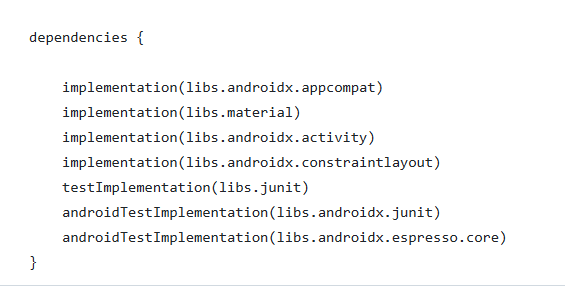 dependencies {
implementation(libs.androidx.appcompat)
implementation(libs.material)
implementation(libs.androidx.activity)
implementation(libs.androidx.constraintlayout)
testImplementation(libs.junit)
androidTestImplementation(libs.androidx.junit)
androidTestImplementation(libs.androidx.espresso.core)
}